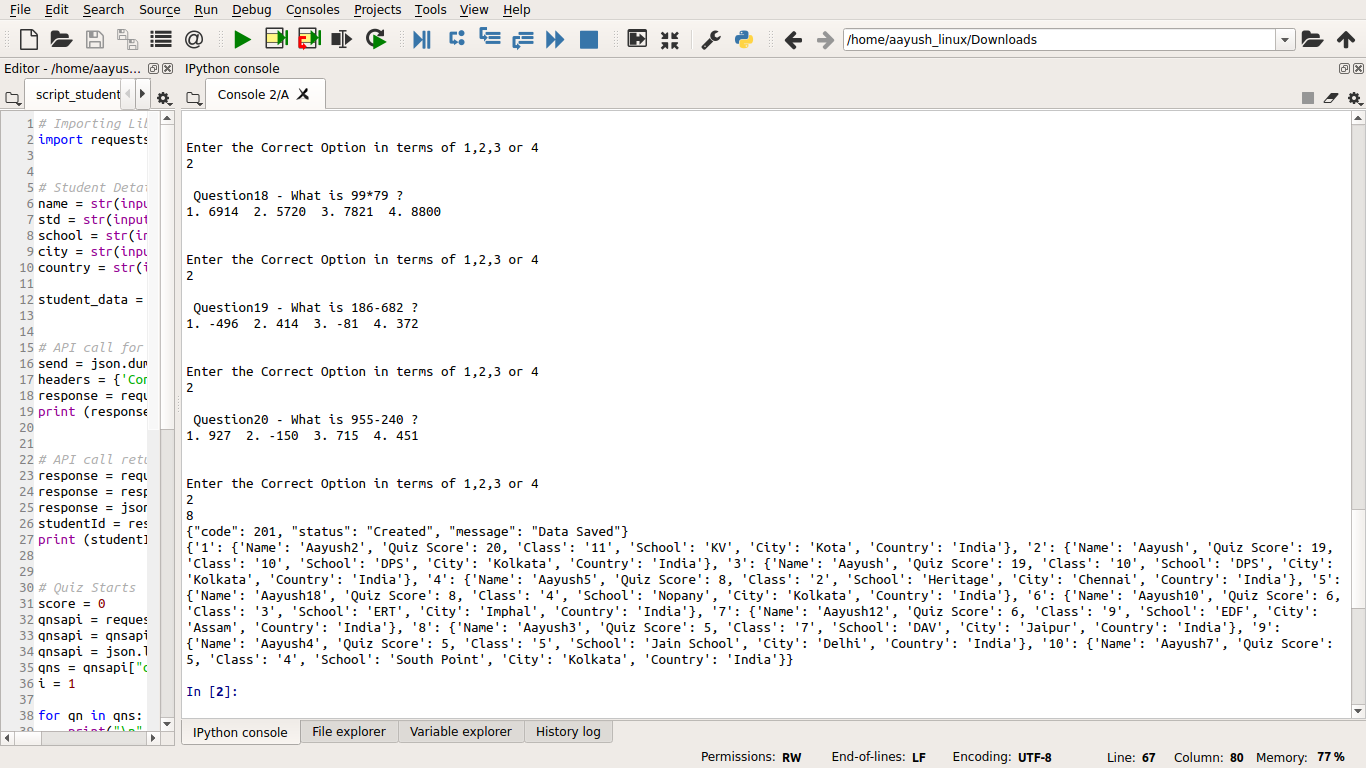 File Edit Search Source Run Debug Consoles Projects Tools View Help
/home/aayush_linux/Downloads
Editor - /home/aayus...
IPython console
script_student
Console 2/A
1 # Importing Lib
2 import requests
3
4
5 # Student Detai
6 name = str(inpu
7 std = str(input
8 school = str(in
9 city = str(inpu
10 country = str(i
11
12 student_data =
13
14
15 # API call for
16 send = json.dum
17 headers = {'Con
18 response = requ
19 print (response
20
21
22 # API call retu
23 response = requ
24 response = resp
25 response = json
26 studentId = res
27 print (studentI
28
29
30 # Quiz Starts
31 score = 0
32 qnsapi = reques
33 qnsapi = qnsapi
34 qnsapi = json.l
35 qns = qnsapi["q
36 i = 1
37
38 for qn in qns:
39 print("\n"
Enter the Correct Option in terms of 1,2,3 or 4
2
Question18 - What is 99*79 ?
1. 6914 2. 5720 3. 7821 4. 8800
Enter the Correct Option in terms of 1,2,3 or 4
2
Question19 - What is 186-682 ?
1. -496 2. 414 3. -81 4. 372
Enter the Correct Option in terms of 1,2,3 or 4
2
Question20 - What is 955-240 ?
1. 927 2. -150 3. 715 4. 451
Enter the Correct Option in terms of 1,2,3 or 4
2
8
{"code": 201, "status": "Created", "message": "Data Saved"}
{'1': {'Name': 'Aayush2', 'Quiz Score': 20, 'Class': '11', 'School': 'KV', 'City': 'Kota', 'Country': 'India'}, '2': {'Name': 'Aayush', 'Quiz Score': 19,
'Class': '10', 'School': 'DPS', 'City': 'Kolkata', 'Country': 'India'}, '3': {'Name': 'Aayush', 'Quiz Score': 19, 'Class': '10', 'School': 'DPS', 'City':
'Kolkata', 'Country': 'India'}, '4': {'Name': 'Aayush5', 'Quiz Score': 8, 'Class': '2', 'School': 'Heritage', 'City': 'Chennai', 'Country': 'India'}, '5':
{'Name': 'Aayush18', 'Quiz Score': 8, 'Class': '4', 'School': 'Nopany', 'City': 'Kolkata', 'Country': 'India'}, '6': {'Name': 'Aayush10', 'Quiz Score': 6,
'Class': '3', 'School': 'ERT', 'City': 'Imphal', 'Country': 'India'}, '7': {'Name': 'Aayush12', 'Quiz Score': 6, 'Class': '9', 'School': 'EDF', 'City':
'Assam', 'Country': 'India'}, '8': {'Name': 'Aayush3', 'Quiz Score': 5, 'Class': '7', 'School': 'DAV', 'City': 'Jaipur', 'Country': 'India'}, '9':
{'Name': 'Aayush4', 'Quiz Score': 5, 'Class': '5', 'School': 'Jain School', 'City': 'Delhi', 'Country': 'India'}, '10': {'Name': 'Aayush7', 'Quiz Score':
5, 'Class': '4', 'School': 'South Point', 'City': 'Kolkata', 'Country': 'India'}}
In [2]:
IPython console File explorer Variable explorer History log
Permissions: RW End-of-lines: LF Encoding: UTF-8 Line: 67 Column: 80 Memory: 77 %